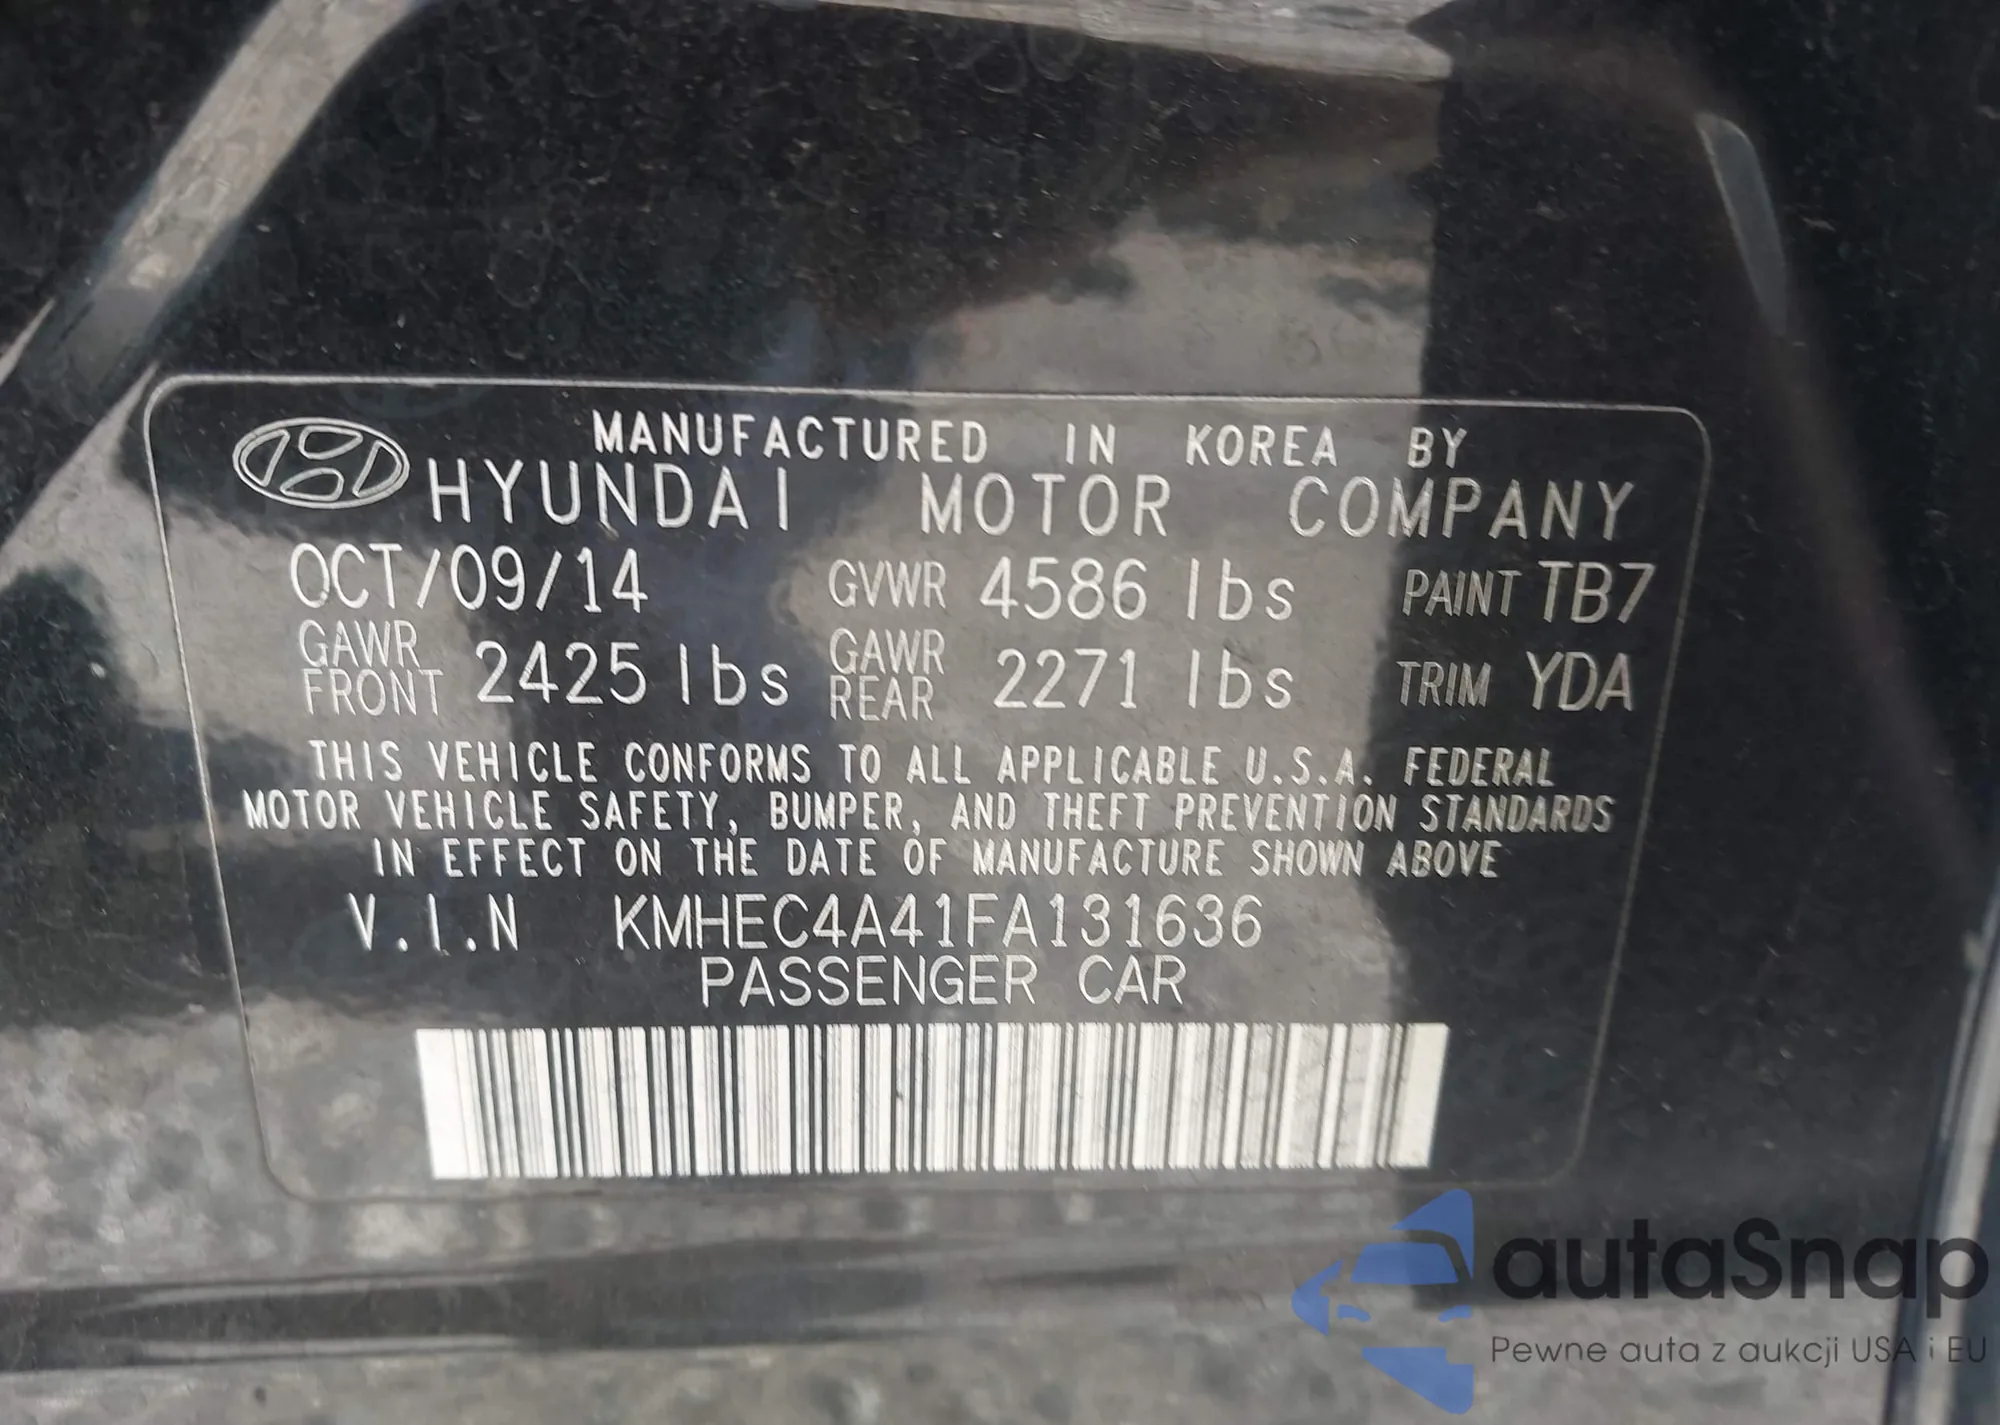 MANUFACTURED IN KOREA BY
HYUNDAI MOTOR COMPANY
OCT/09/14 GVWR 4586 lbs PAINT TB7
GAWR FRONT 2425 lbs GAWR REAR 2271 lbs TRIM YDA
THIS VEHICLE CONFORMS TO ALL APPLICABLE U.S.A. FEDERAL
MOTOR VEHICLE SAFETY, BUMPER, AND THEFT PREVENTION STANDARDS
IN EFFECT ON THE DATE OF MANUFACTURE SHOWN ABOVE
V.I.N KMHEC4A41FA131636
PASSENGER CAR
autaSnap
Pewne auta z aukcji USA i EU